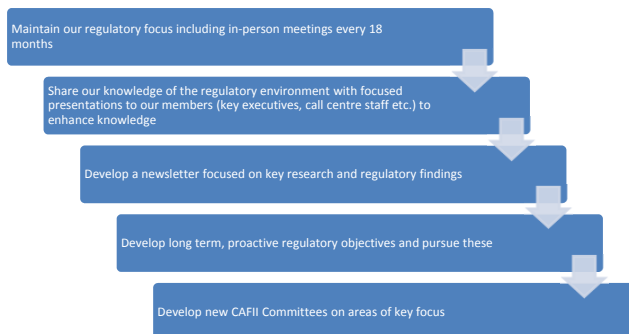 Maintain our regulatory focus including in-person meetings every 18
months
Share our knowledge of the regulatory environment with focused
presentations to our members (key executives, call centre staff etc.) to
enhance knowledge
Develop a newsletter focused on key research and regulatory findings
Develop long term, proactive regulatory objectives and pursue these
Develop new CAFII Committees on areas of key focus